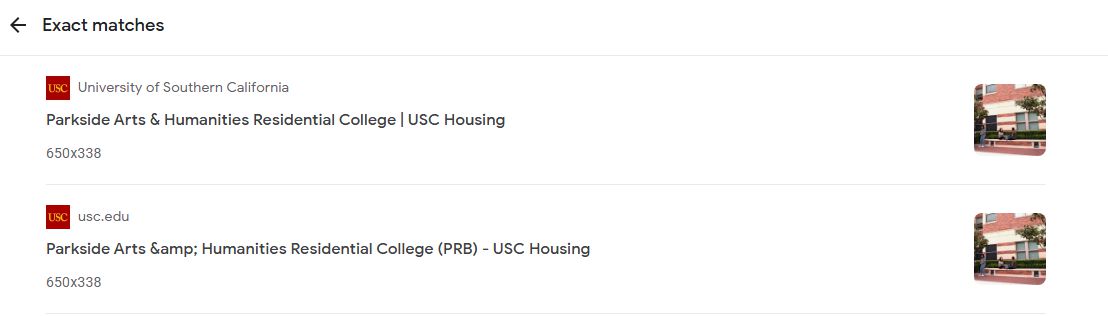 Exact matches
USC University of Southern California
Parkside Arts & Humanities Residential College | USC Housing
650x338
USC usc.edu
Parkside Arts &amp; Humanities Residential College (PRB) - USC Housing
650x338